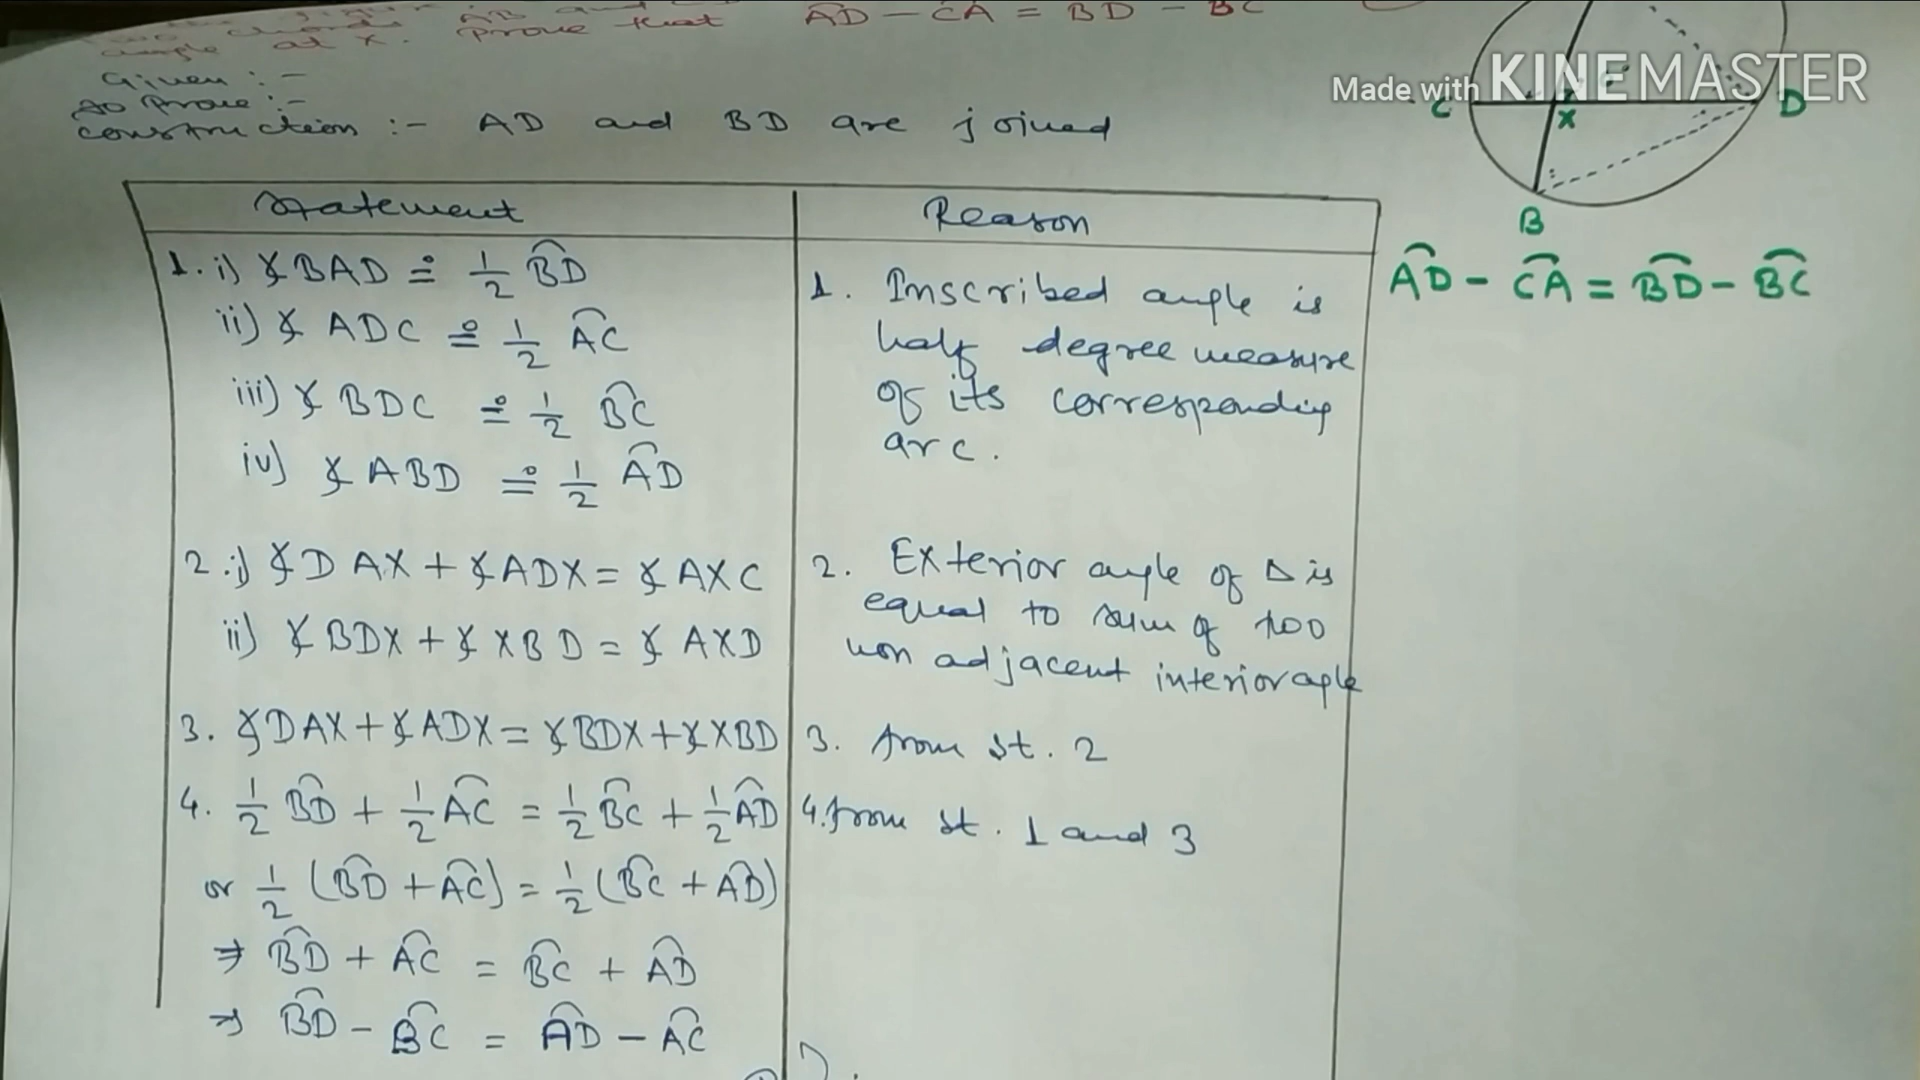 AB and
AD - CA = BD - BC
angle at X. Prove that
Given :-
To prove :-
construction :- AD and BD are joined
Made with KINEMASTER
C
X
D
B
Statement
Reason
1. i) ∠BAD ≗ 1/2 BD
ii) ∠ADC ≗ 1/2 AC
iii) ∠BDC ≗ 1/2 BC
iv) ∠ABD ≗ 1/2 AD
1. Inscribed angle is
half degree measure
of its corresponding
arc.
AD - CA = BD - BC
2. i) ∠DAX + ∠ADX = ∠AXC
ii) ∠BDX + ∠XBD = ∠AXD
2. Exterior angle of Δ is
equal to sum of two
non adjacent interior agle
3. ∠DAX + ∠ADX = ∠BDX + ∠XBD
3. from st. 2
4. 1/2 BD + 1/2 AC = 1/2 BC + 1/2 AD
4. from st. 1 and 3
or 1/2 (BD + AC) = 1/2 (BC + AD)
⇒ BD + AC = BC + AD
⇒ BD - BC = AD - AC